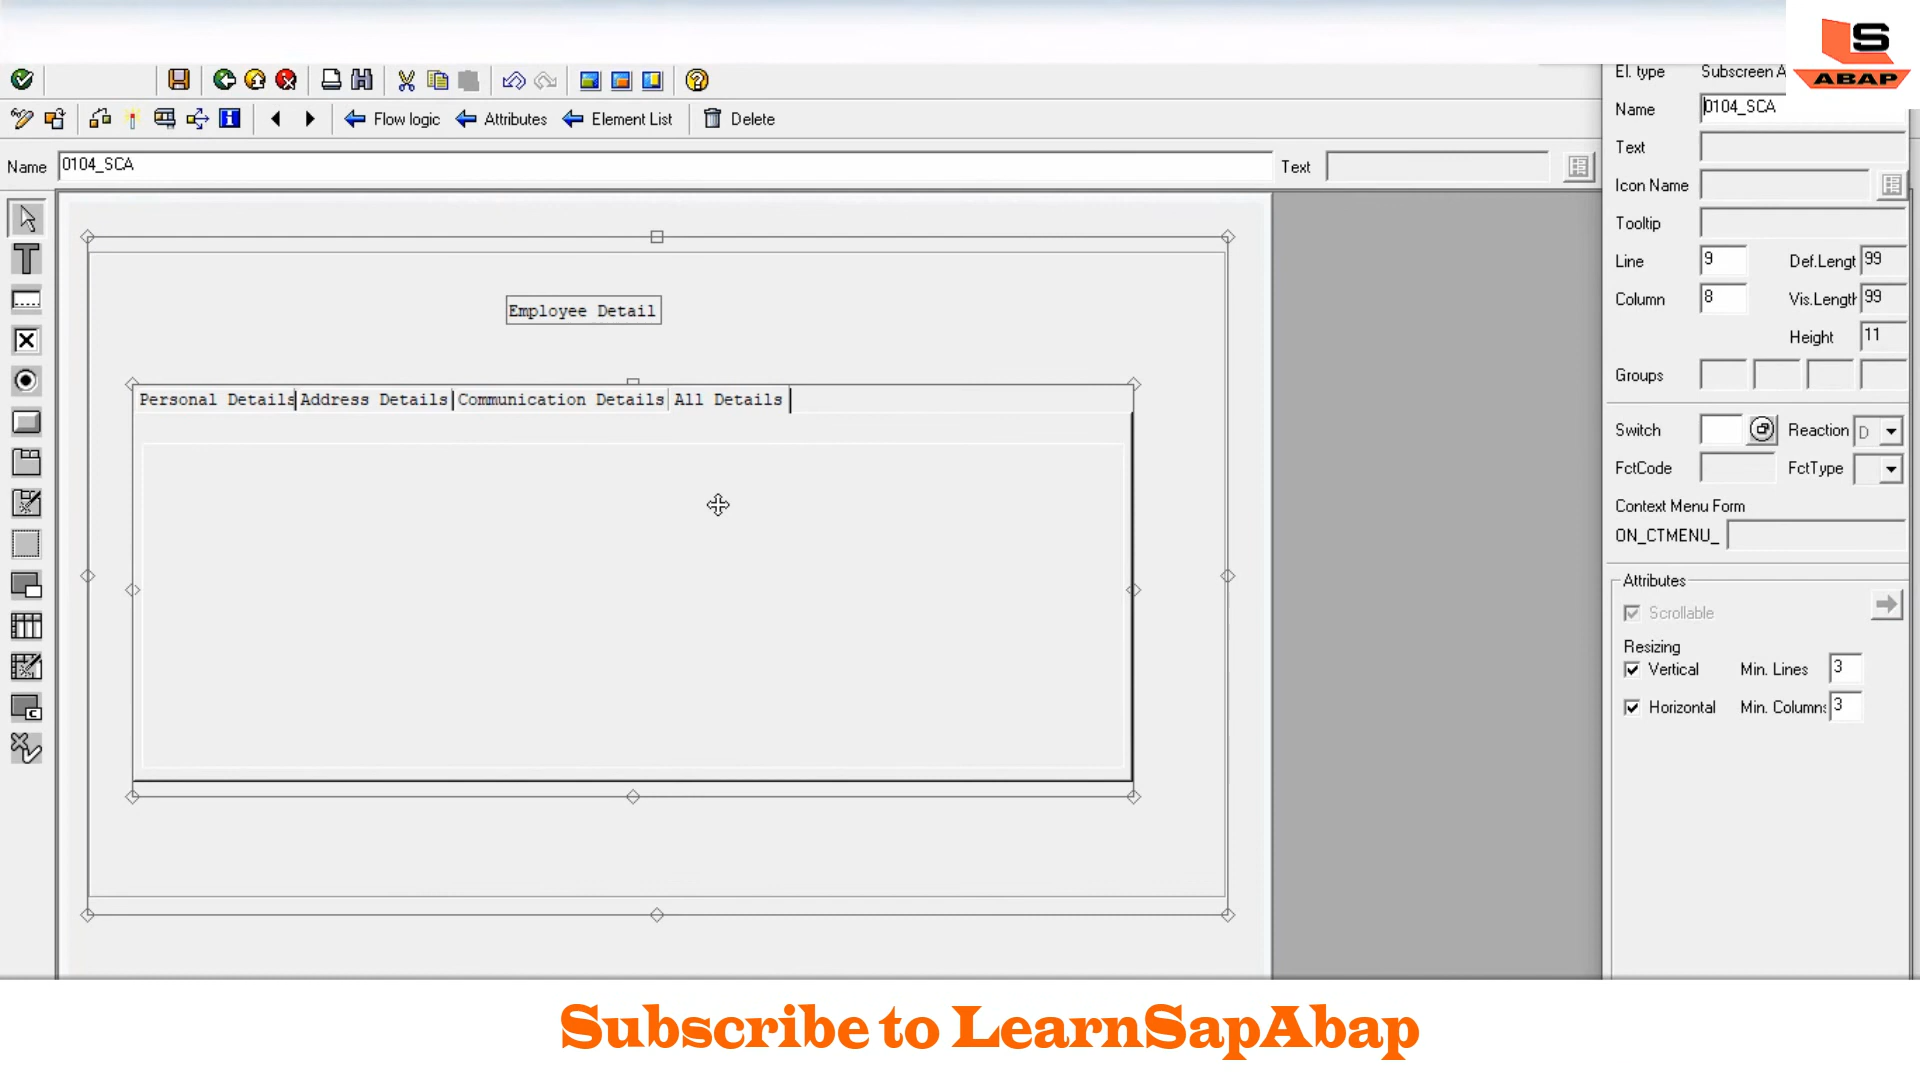 S
ABAP
El. type Subscreen A
Name 0104_SCA
Text
Icon Name
Tooltip
Line 9 Def.Lengt 99
Column 8 Vis.Length 99
Height 11
Groups
Switch Reaction D
FctCode FctType
Context Menu Form
ON_CTMENU_
Attributes
Scrollable
Resizing
Vertical Min. Lines 3
Horizontal Min. Column: 3
Flow logic Attributes Element List Delete
Name 0104_SCA Text
Employee Detail
Personal Details Address Details Communication Details All Details
Subscribe to LearnSapAbap